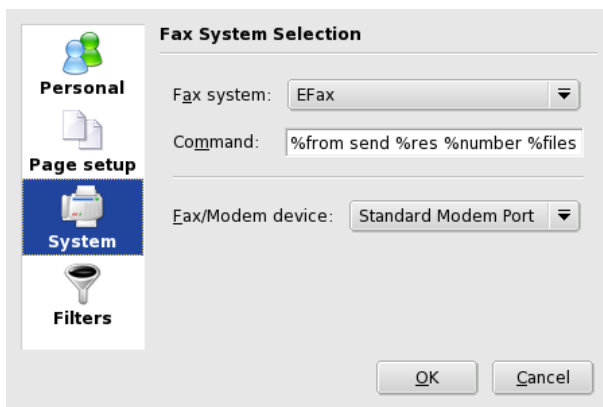 Personal
Page setup
System
Filters
Fax System Selection
Fax system: EFax
Command: %from send %res %number %files
Fax/Modem device: Standard Modem Port
OK
Cancel